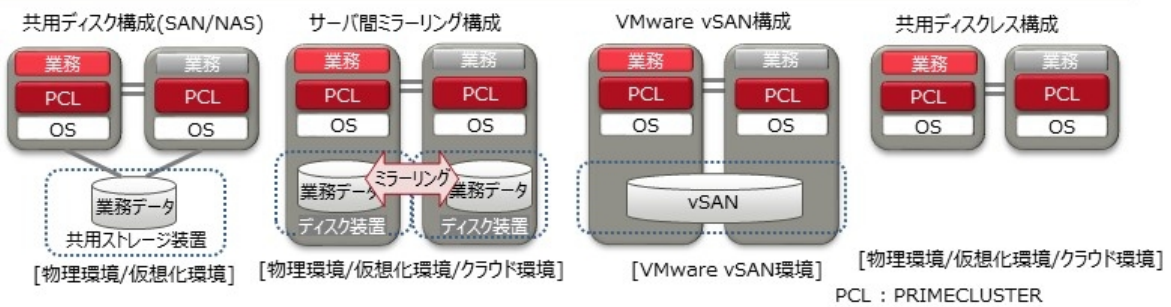 共用ディスク構成(SAN/NAS)
業務
業務
PCL
PCL
OS
OS
業務データ
共用ストレージ装置
[物理環境/仮想化環境]
サーバ間ミラーリング構成
業務
業務
PCL
PCL
OS
OS
業務データ
ミラーリング
業務データ
ディスク装置
ディスク装置
[物理環境/仮想化環境/クラウド環境]
VMware vSAN構成
業務
業務
PCL
PCL
OS
OS
vSAN
[VMware vSAN環境]
共用ディスクレス構成
業務
業務
PCL
PCL
OS
OS
[物理環境/仮想化環境/クラウド環境]
PCL : PRIMECLUSTER